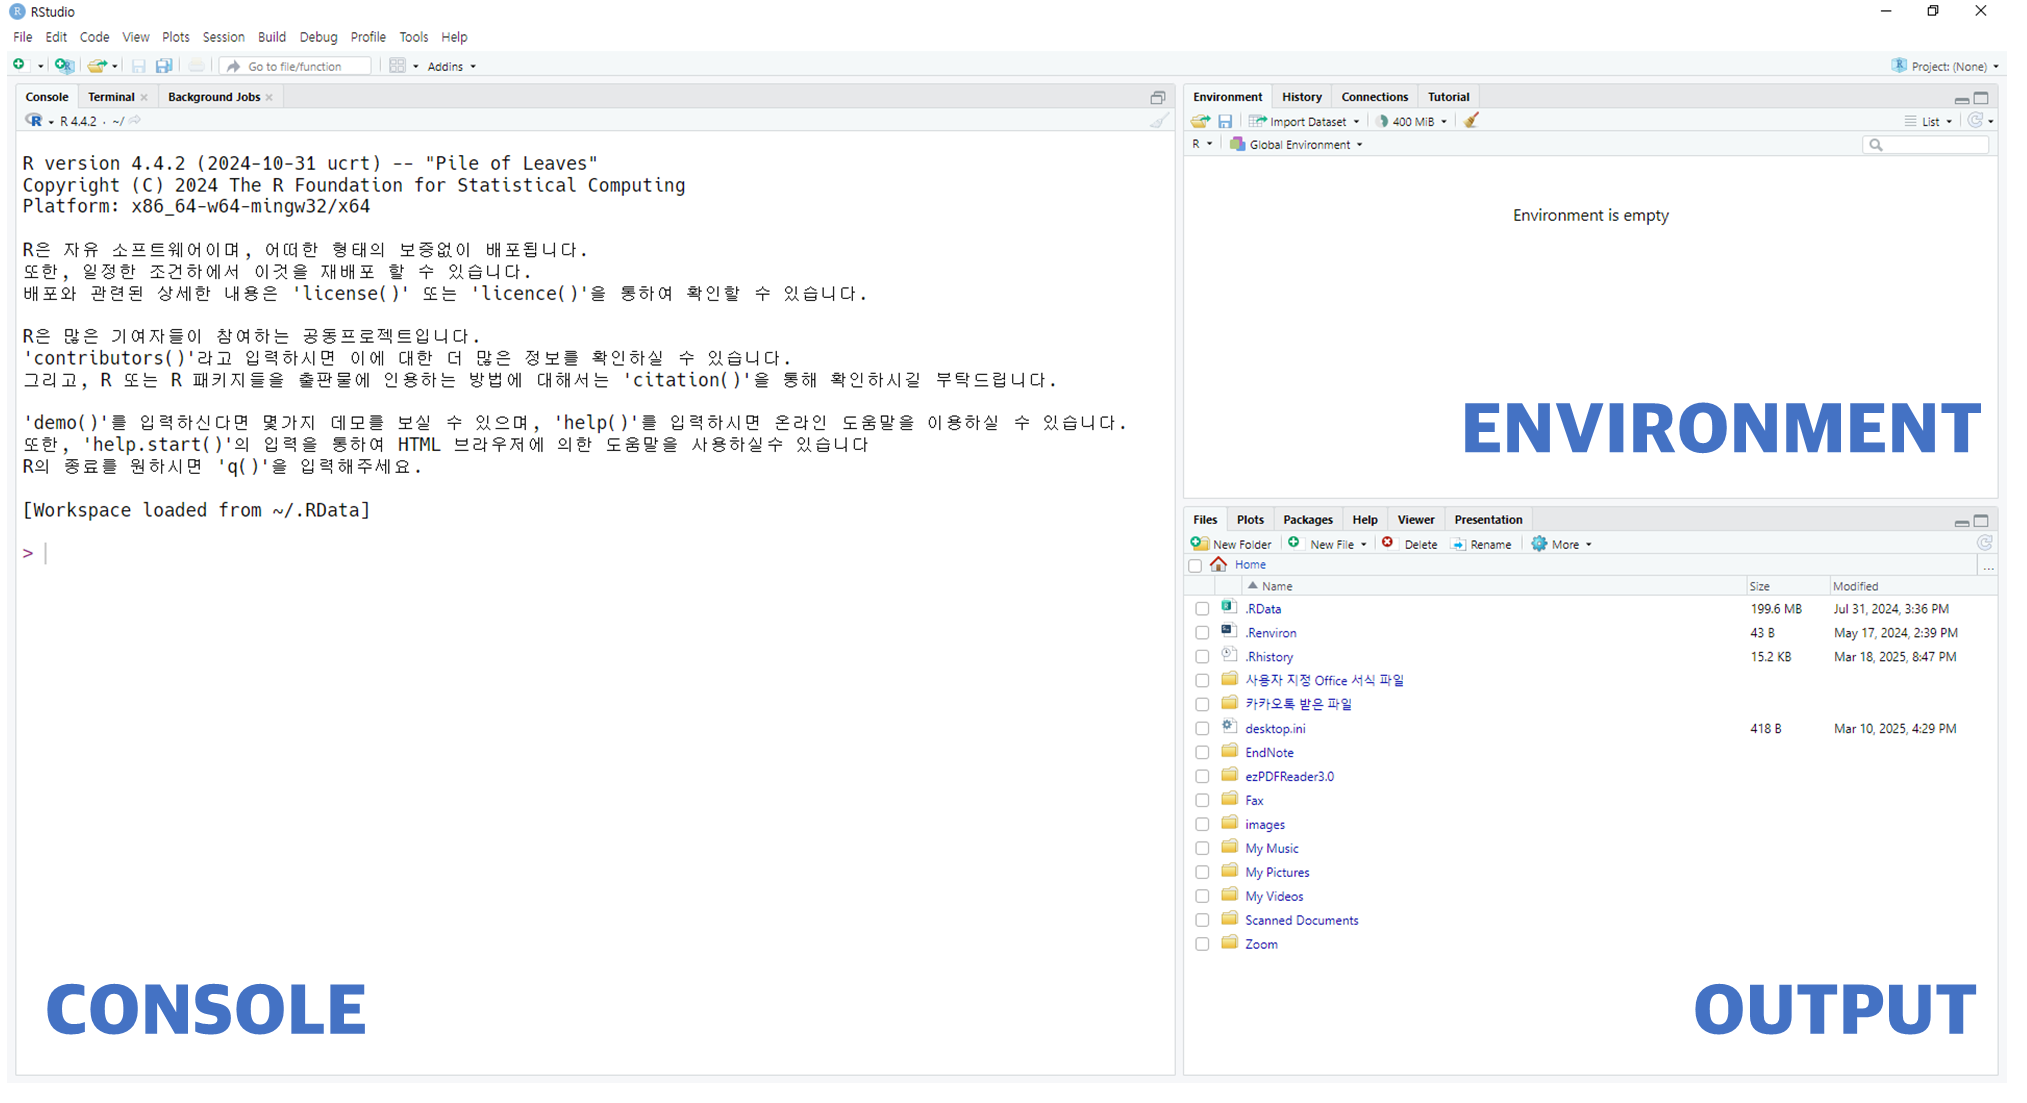 RStudio
File Edit Code View Plots Session Build Debug Profile Tools Help
Go to file/function Addins Project: (None)
Console Terminal Background Jobs
R 4.4.2 · ~/
R version 4.4.2 (2024-10-31 ucrt) -- "Pile of Leaves"
Copyright (C) 2024 The R Foundation for Statistical Computing
Platform: x86_64-w64-mingw32/x64
R은 자유 소프트웨어이며, 어떠한 형태의 보증없이 배포됩니다.
또한, 일정한 조건하에서 이것을 재배포 할 수 있습니다.
배포와 관련된 상세한 내용은 'license()' 또는 'licence()'을 통하여 확인할 수 있습니다.
R은 많은 기여자들이 참여하는 공동프로젝트입니다.
'contributors()'라고 입력하시면 이에 대한 더 많은 정보를 확인하실 수 있습니다.
그리고, R 또는 R 패키지들을 출판물에 인용하는 방법에 대해서는 'citation()'을 통해 확인하시길 부탁드립니다.
'demo()'를 입력하신다면 몇가지 데모를 보실 수 있으며, 'help()'를 입력하시면 온라인 도움말을 이용하실 수 있습니다.
또한, 'help.start()'의 입력을 통하여 HTML 브라우저에 의한 도움말을 사용하실수 있습니다
R의 종료를 원하시면 'q()'을 입력해주세요.
[Workspace loaded from ~/.RData]
>
CONSOLE
Environment History Connections Tutorial
Import Dataset 400 MiB List
R Global Environment
Environment is empty
ENVIRONMENT
Files Plots Packages Help Viewer Presentation
New Folder New File Delete Rename More
Home ...
Name Size Modified
.RData 199.6 MB Jul 31, 2024, 3:36 PM
.Renviron 43 B May 17, 2024, 2:39 PM
.Rhistory 15.2 KB Mar 18, 2025, 8:47 PM
사용자 지정 Office 서식 파일
카카오톡 받은 파일
desktop.ini 418 B Mar 10, 2025, 4:29 PM
EndNote
ezPDFReader3.0
Fax
images
My Music
My Pictures
My Videos
Scanned Documents
Zoom
OUTPUT